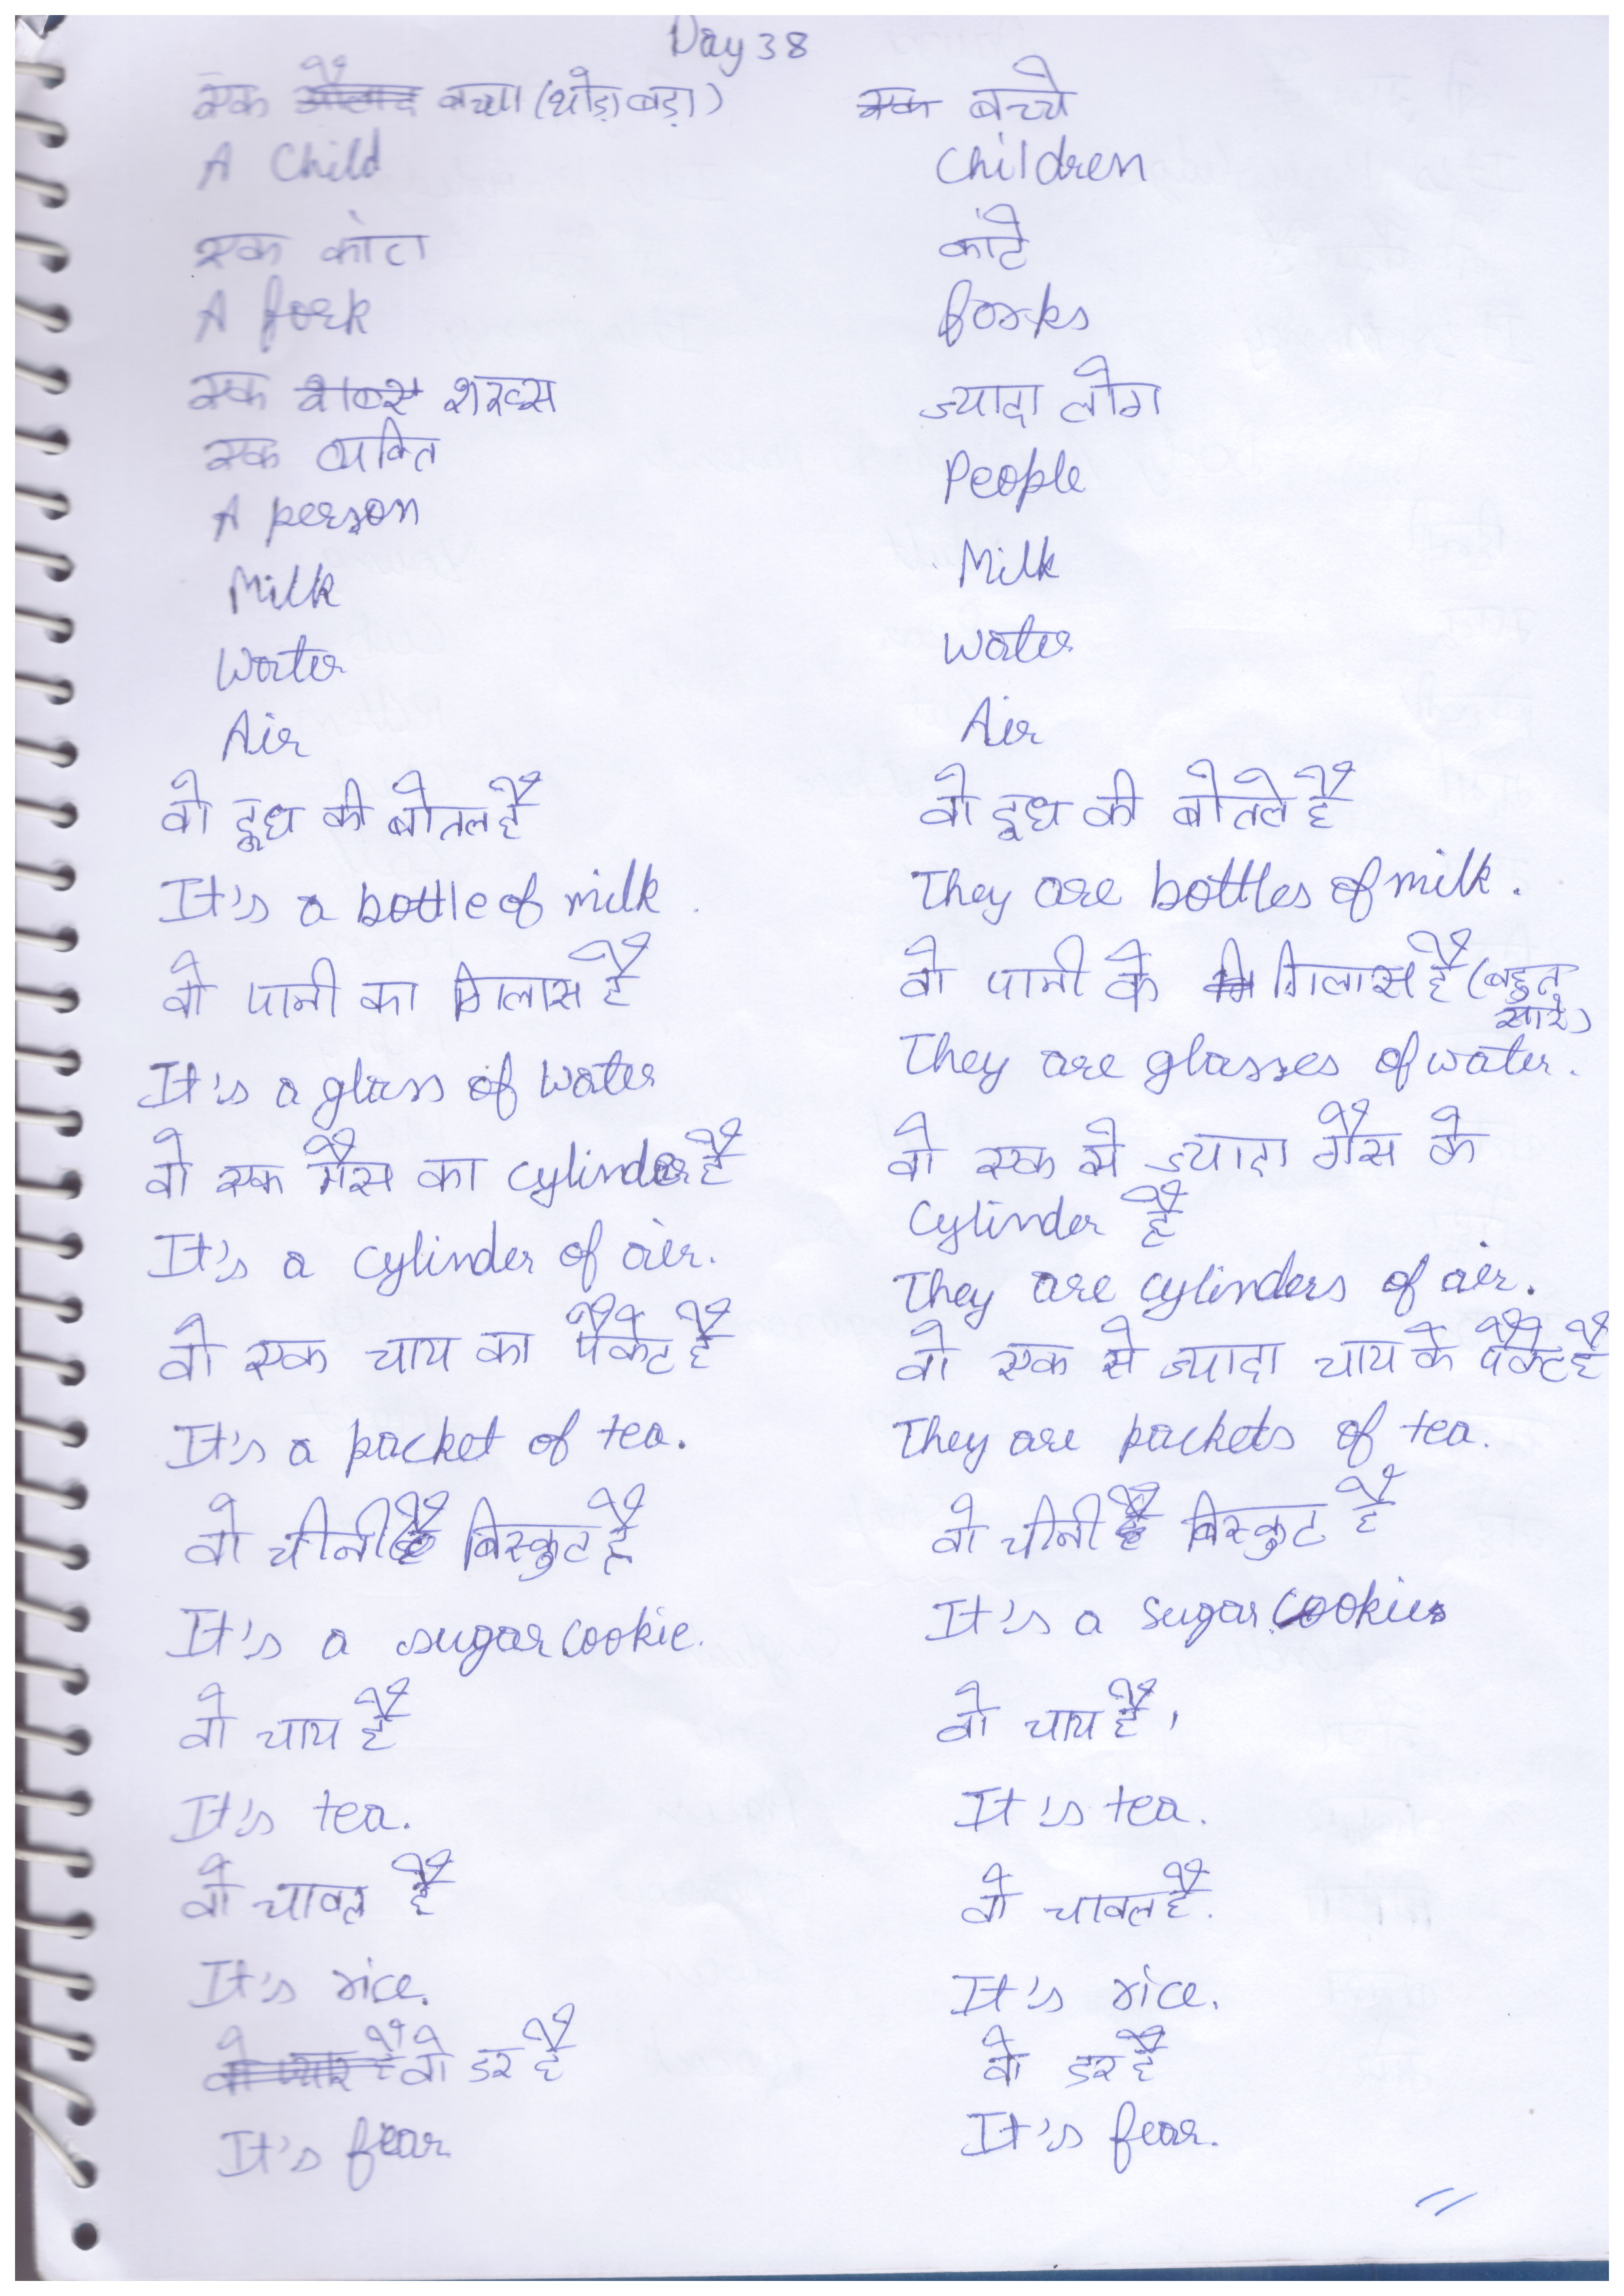 Day 38
एक बच्चा (थोड़ा बड़ा)
A Child
एक कांटा
A fork
एक शख्स
एक व्यक्ति
A person
Milk
Water
Air
वो दूध की बोतल है
It's a bottle of milk.
वो पानी का गिलास है
It's a glass of water
वो एक गैस का cylinder है
It's a cylinder of air.
वो एक चाय का पैकेट है
It's a packet of tea.
वो चीनी बिस्कुट है
It's a sugar cookie.
वो चाय है
It's tea.
वो चावल है
It's rice.
वो डर है
It's fear
एक बच्चे
Children
कांटे
forks
ज्यादा लोग
People
Milk
Water
Air
वो दूध की बोतले है
They are bottles of milk.
वो पानी के गिलास है (बहुत
सारे)
They are glasses of water.
वो एक से ज्यादा गैस के
Cylinder है
They are cylinders of air.
वो एक से ज्यादा चाय के पैकेट है
They are packets of tea.
वो चीनी बिस्कुट है
It's a sugar cookies
वो चाय है,
It's tea.
वो चावल है.
It's rice.
वो डर है
It's fear.